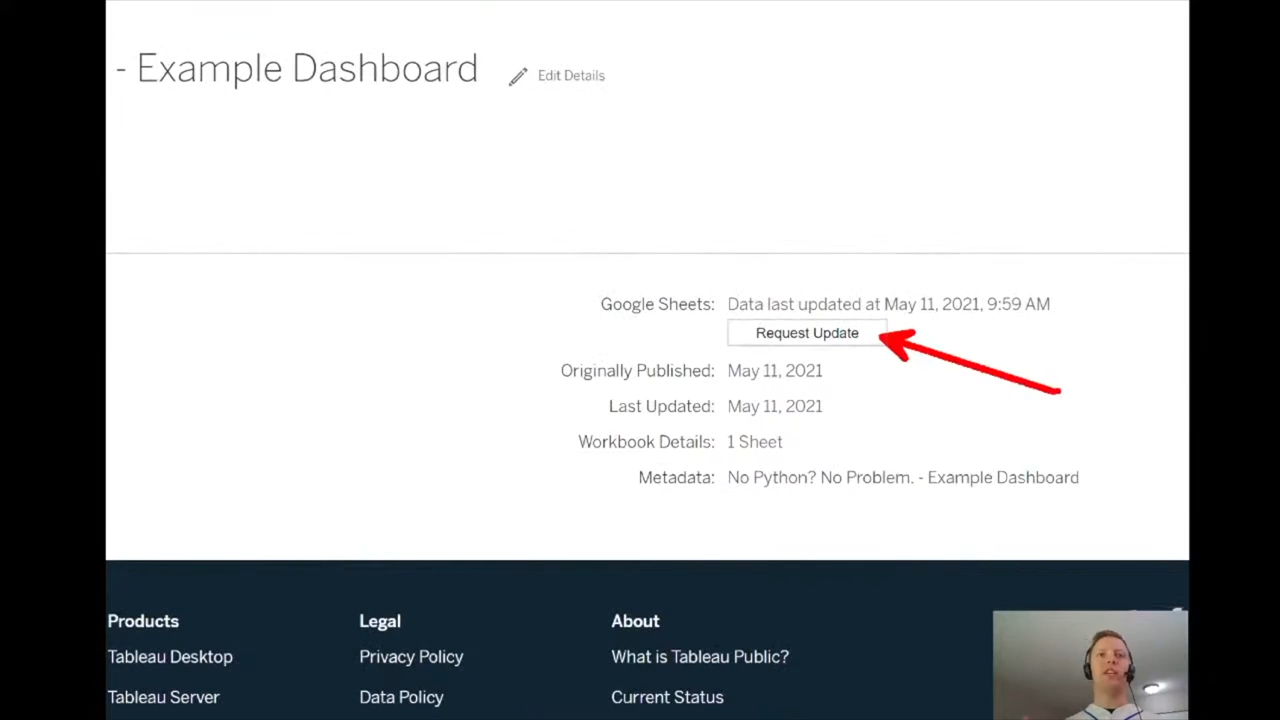 - Example Dashboard
Edit Details
Google Sheets: Data last updated at May 11, 2021, 9:59 AM
Request Update
Originally Published: May 11, 2021
Last Updated: May 11, 2021
Workbook Details: 1 Sheet
Metadata: No Python? No Problem. - Example Dashboard
Products
Legal
About
Tableau Desktop
Privacy Policy
What is Tableau Public?
Tableau Server
Data Policy
Current Status